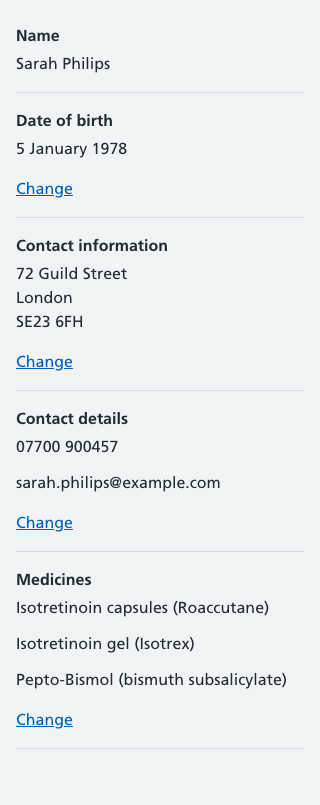 Name
Sarah Philips
Date of birth
5 January 1978
Change
Contact information
72 Guild Street
London
SE23 6FH
Change
Contact details
07700 900457
sarah.philips@example.com
Change
Medicines
Isotretinoin capsules (Roaccutane)
Isotretinoin gel (Isotrex)
Pepto-Bismol (bismuth subsalicylate)
Change